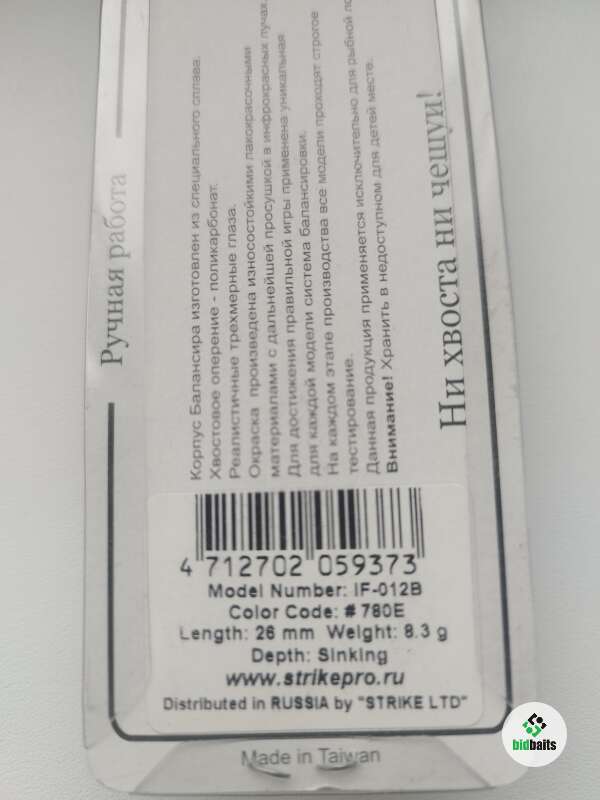 Ручная работа
Корпус Балансира изготовлен из специального сплава.
Хвостовое оперение - поликарбонат.
Реалистичные трехмерные глаза.
Окраска произведена износостойкими лакокрасочными
материалами с дальнейшей просушкой в инфрокрасных лучах.
Для достижения правильной игры применена уникальная
для каждой модели система балансировки.
На каждом этапе производства все модели проходят строгое
тестирование.
Данная продукция применяется исключительно для рыбной
Внимание! Хранить в недоступном для детей месте.
Ни хвоста ни чешуи!
4 712702 059373
Model Number: IF-012B
Color Code: # 780E
Length: 26 mm Weight: 8.3 g
Depth: Sinking
www.strikepro.ru
Distributed in RUSSIA by "STRIKE LTD"
Made in Taiwan
bidbaits